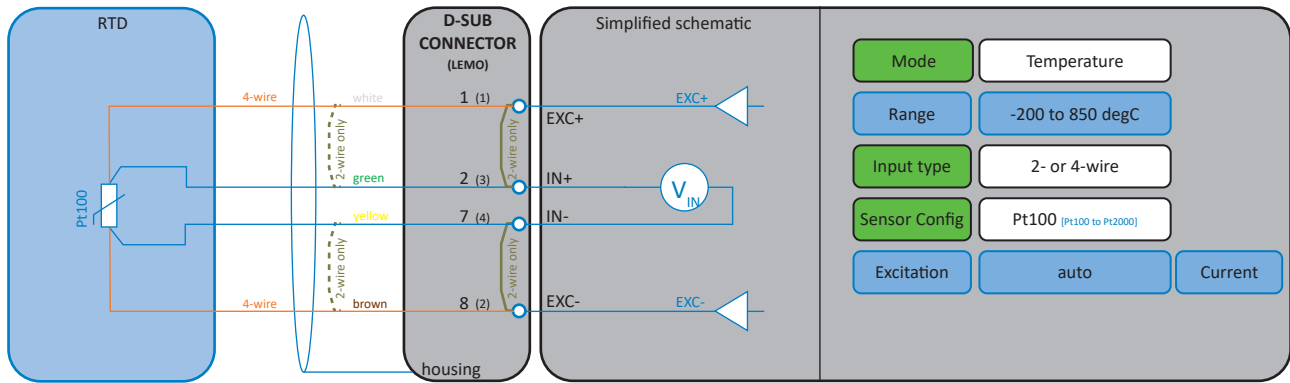 RTD
D-SUB
CONNECTOR
(LEMO)
Simplified schematic
Mode
Temperature
4-wire
white
1 (1)
EXC+
EXC+
2-wire only
2-wire only
Range
-200 to 850 degC
Input type
2- or 4-wire
green
2 (3)
IN+
VIN
Pt100
yellow
7 (4)
IN-
Sensor Config
Pt100 [Pt100 to Pt2000]
2-wire only
2-wire only
Excitation
auto
Current
4-wire
brown
8 (2)
EXC-
EXC-
housing